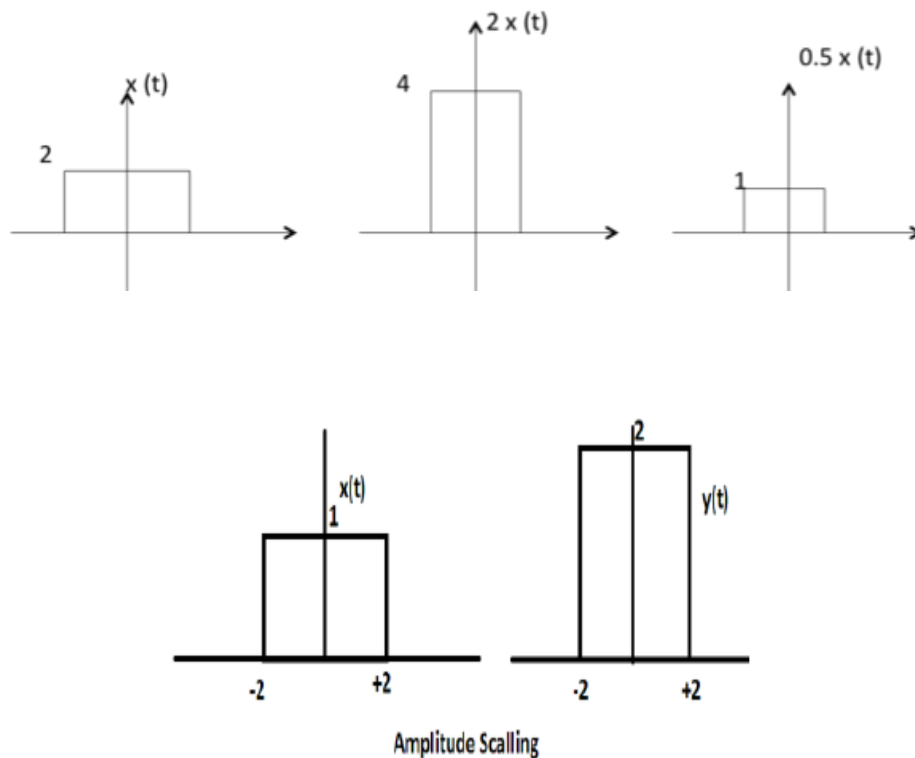 x (t)
2
2 x (t)
4
0.5 x (t)
1
x(t)
1
-2
+2
2
y(t)
-2
+2
Amplitude Scalling